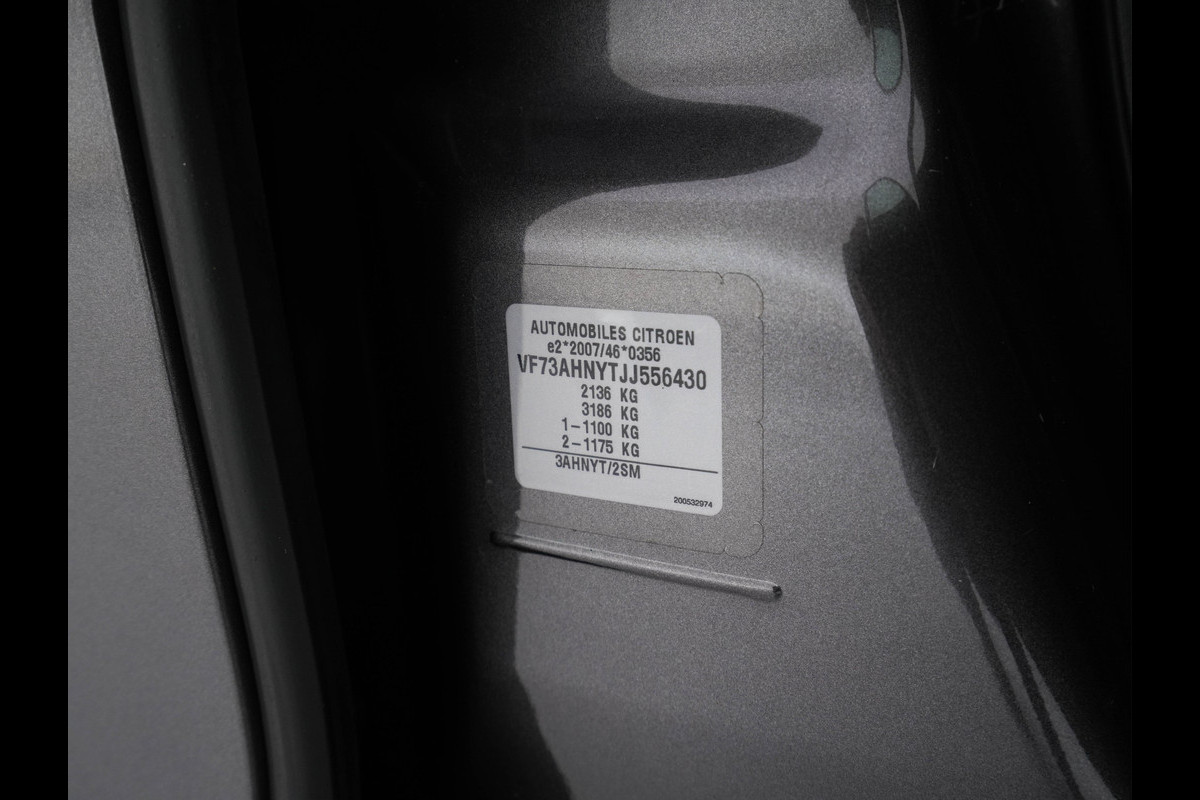 AUTOMOBILES CITROEN
e2*2007/46*0356
VF73AHNYTJJ556430
2136 KG
3186 KG
1-1100 KG
2-1175 KG
3AHNYT/2SM
200532974